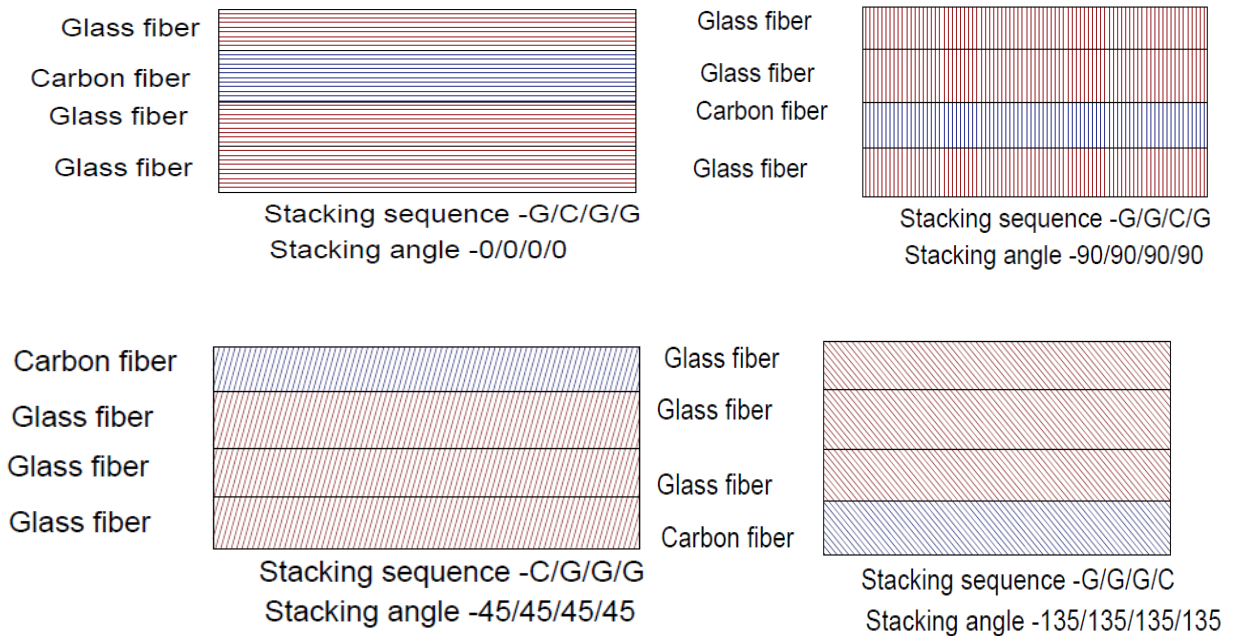 Glass fiber
Carbon fiber
Glass fiber
Glass fiber
Stacking sequence -G/C/G/G
Stacking angle -0/0/0/0
Glass fiber
Glass fiber
Carbon fiber
Glass fiber
Stacking sequence -G/G/C/G
Stacking angle -90/90/90/90
Carbon fiber
Glass fiber
Glass fiber
Glass fiber
Stacking sequence -C/G/G/G
Stacking angle -45/45/45/45
Glass fiber
Glass fiber
Glass fiber
Carbon fiber
Stacking sequence -G/G/G/C
Stacking angle -135/135/135/135